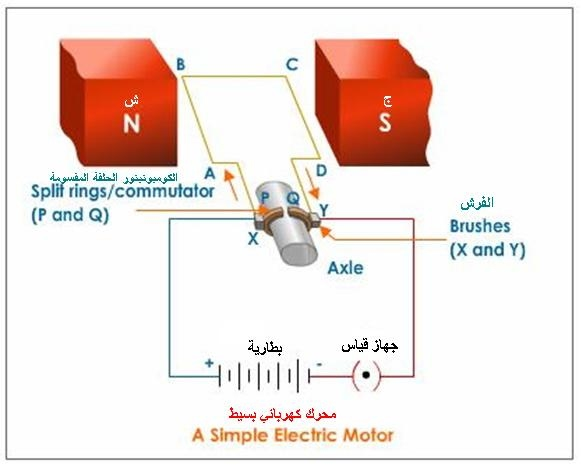 B
C
ش
N
ج
S
A
D
الكوميوتيتور الحلقة المقسومة
Split rings/commutator
(P and Q)
P
Q
X
Y
الفرش
Brushes
(X and Y)
Axle
بطارية
جهاز قياس
+
-
محرك كهربائي بسيط
A Simple Electric Motor